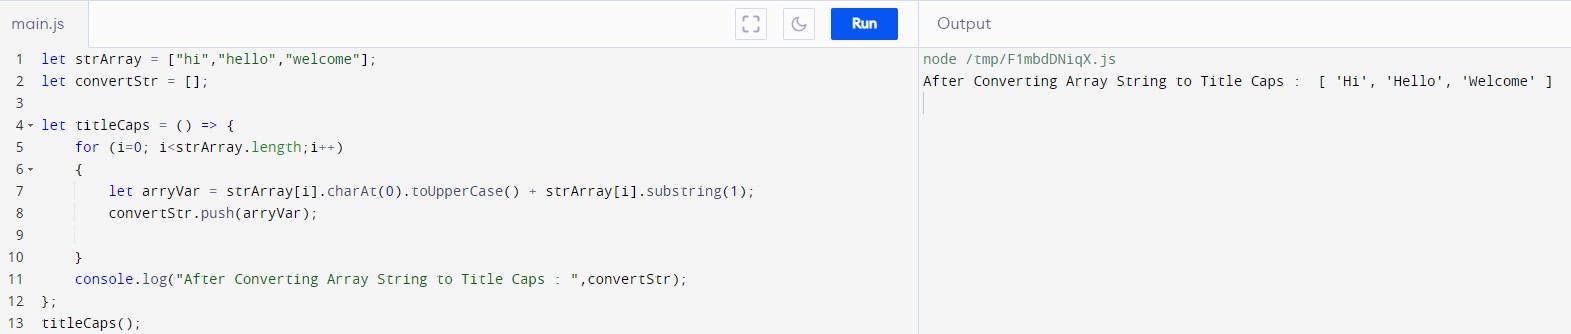 main.js
Run
Output
1 let strArray = ["hi","hello","welcome"];
2 let convertStr = [];
3
4 let titleCaps = () => {
5     for (i=0; i<strArray.length;i++)
6     {
7         let arryVar = strArray[i].charAt(0).toUpperCase() + strArray[i].substring(1);
8         convertStr.push(arryVar);
9
10     }
11     console.log("After Converting Array String to Title Caps : ",convertStr);
12 };
13 titleCaps();
node /tmp/F1mbdDNiqX.js
After Converting Array String to Title Caps :  [ 'Hi', 'Hello', 'Welcome' ]